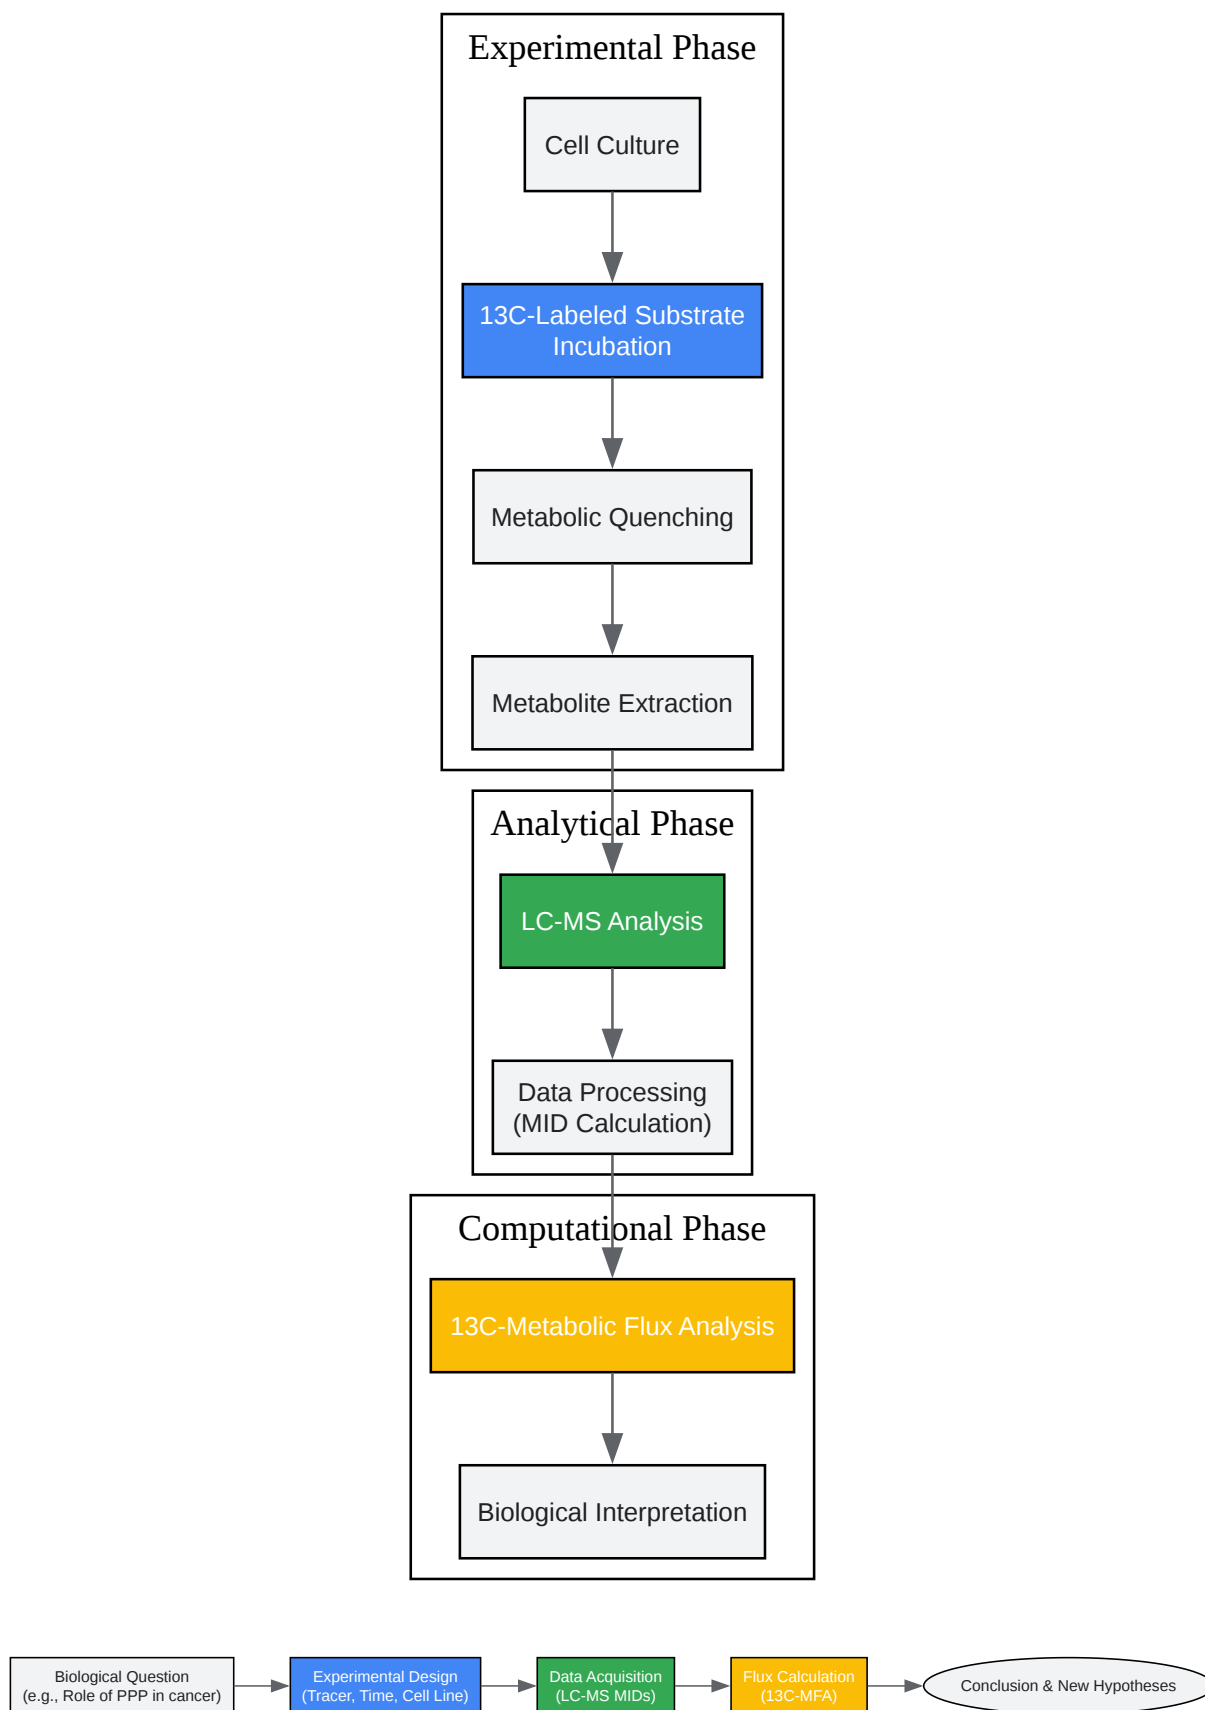 Experimental Phase
Cell Culture
13C-Labeled Substrate
Incubation
Metabolic Quenching
Metabolite Extraction
Analytical Phase
LC-MS Analysis
Data Processing
(MID Calculation)
Computational Phase
13C-Metabolic Flux Analysis
Biological Interpretation
Biological Question
(e.g., Role of PPP in cancer)
Experimental Design
(Tracer, Time, Cell Line)
Data Acquisition
(LC-MS MIDs)
Flux Calculation
(13C-MFA)
Conclusion & New Hypotheses